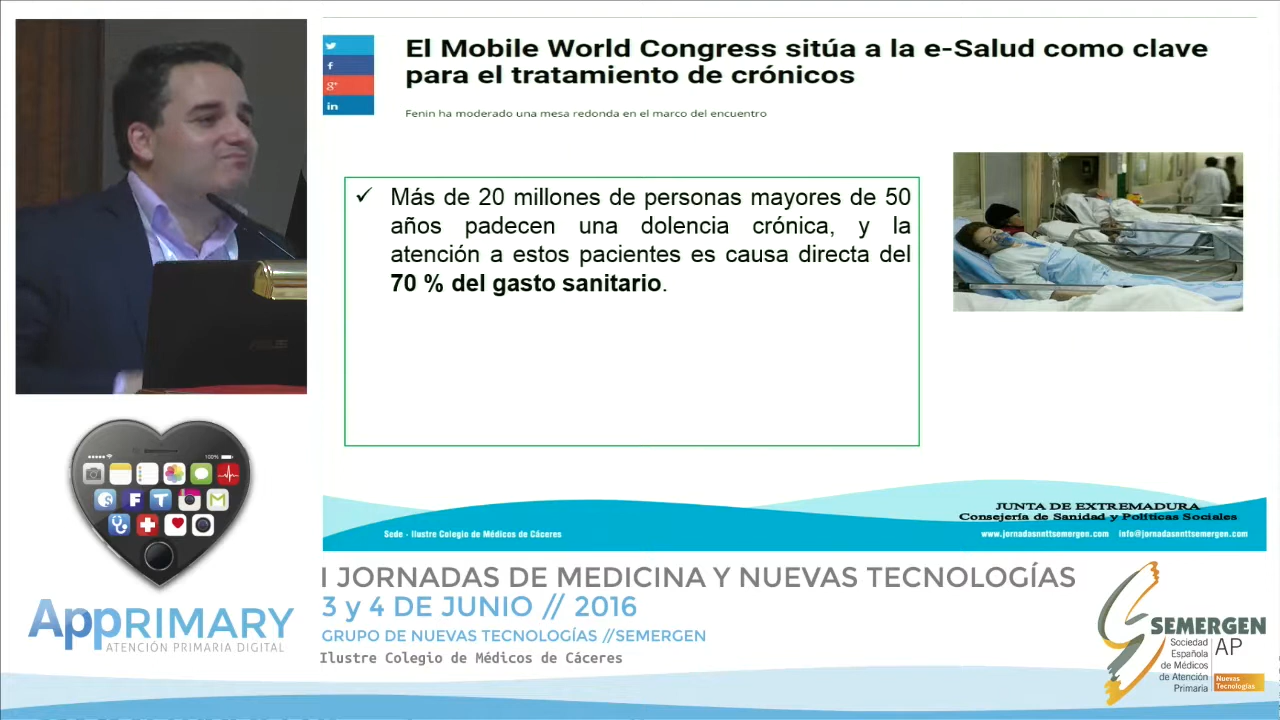 El Mobile World Congress sitúa a la e-Salud como clave
para el tratamiento de crónicos
Fenin ha moderado una mesa redonda en el marco del encuentro
f
g+
in
✓ Más de 20 millones de personas mayores de 50
años padecen una dolencia crónica, y la
atención a estos pacientes es causa directa del
70 % del gasto sanitario.
ASUS
100%
F T
M
JUNTA DE EXTREMADURA
Consejería de Sanidad y Políticas Sociales
Sede - Ilustre Colegio de Médicos de Cáceres
www.jornadasnttsemergen.com info@jornadasnnttsemergen.com
I JORNADAS DE MEDICINA Y NUEVAS TECNOLOGÍAS
3 y 4 DE JUNIO // 2016
GRUPO DE NUEVAS TECNOLOGÍAS //SEMERGEN
Ilustre Colegio de Médicos de Cáceres
AppRIMARY
ATENCIÓN PRIMARIA DIGITAL
SEMERGEN
Sociedad
Española
de Médicos
de Atención
Primaria
AP
Nuevas
Tecnologías